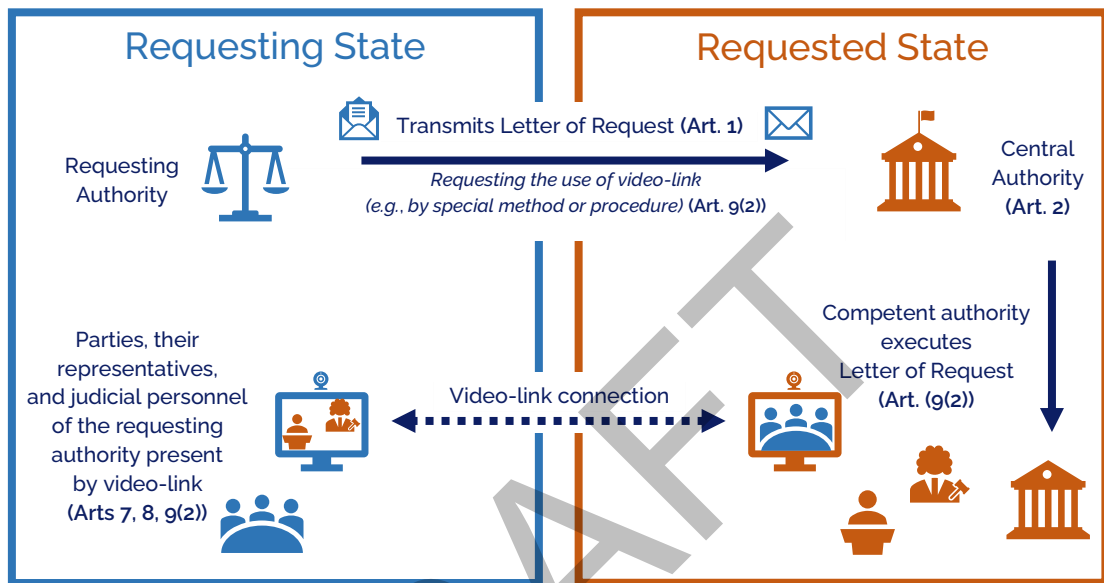 Requesting State
Requested State
Requesting
Authority
Transmits Letter of Request (Art. 1)
Requesting the use of video-link
(e.g., by special method or procedure) (Art. 9(2))
Central
Authority
(Art. 2)
Competent authority
executes
Letter of Request
(Art. (9(2))
Parties, their
representatives,
and judicial personnel
of the requesting
authority present
by video-link
(Arts 7, 8, 9(2))
Video-link connection